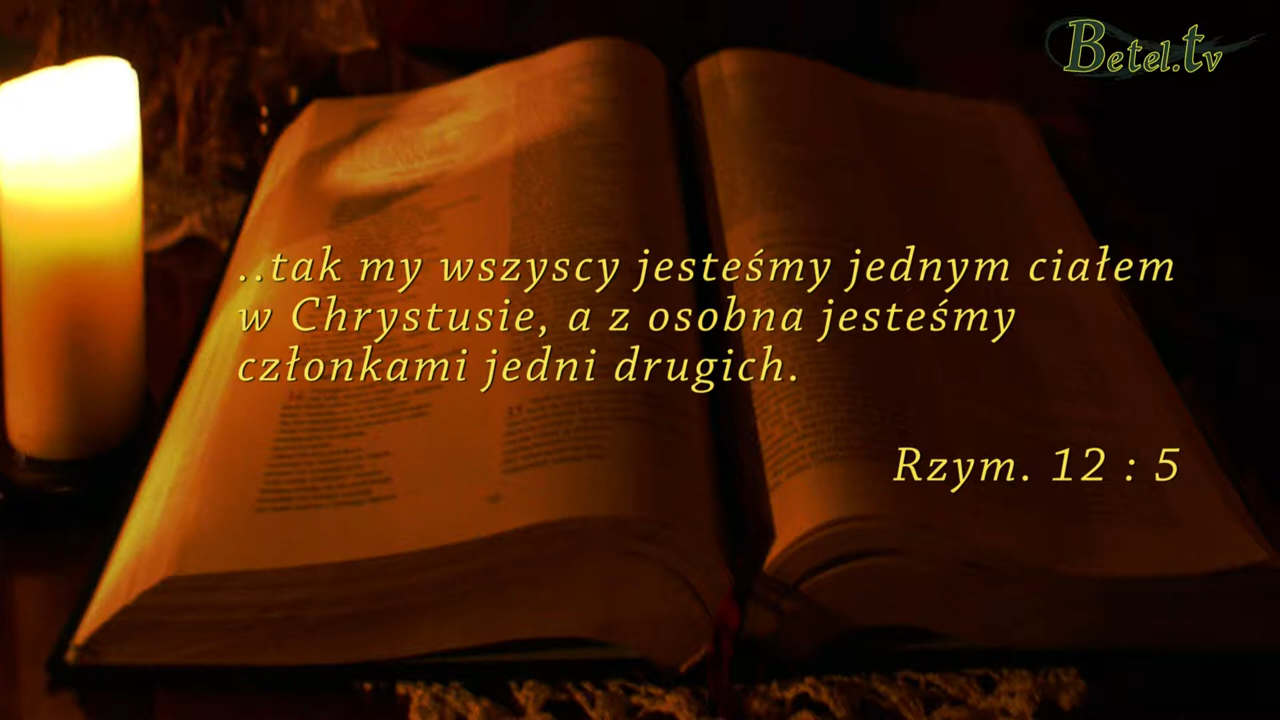 Betel.tv
..tak my wszyscy jesteśmy jednym ciałem
w Chrystusie, a z osobna jesteśmy
członkami jedni drugich.
Rzym. 12 : 5